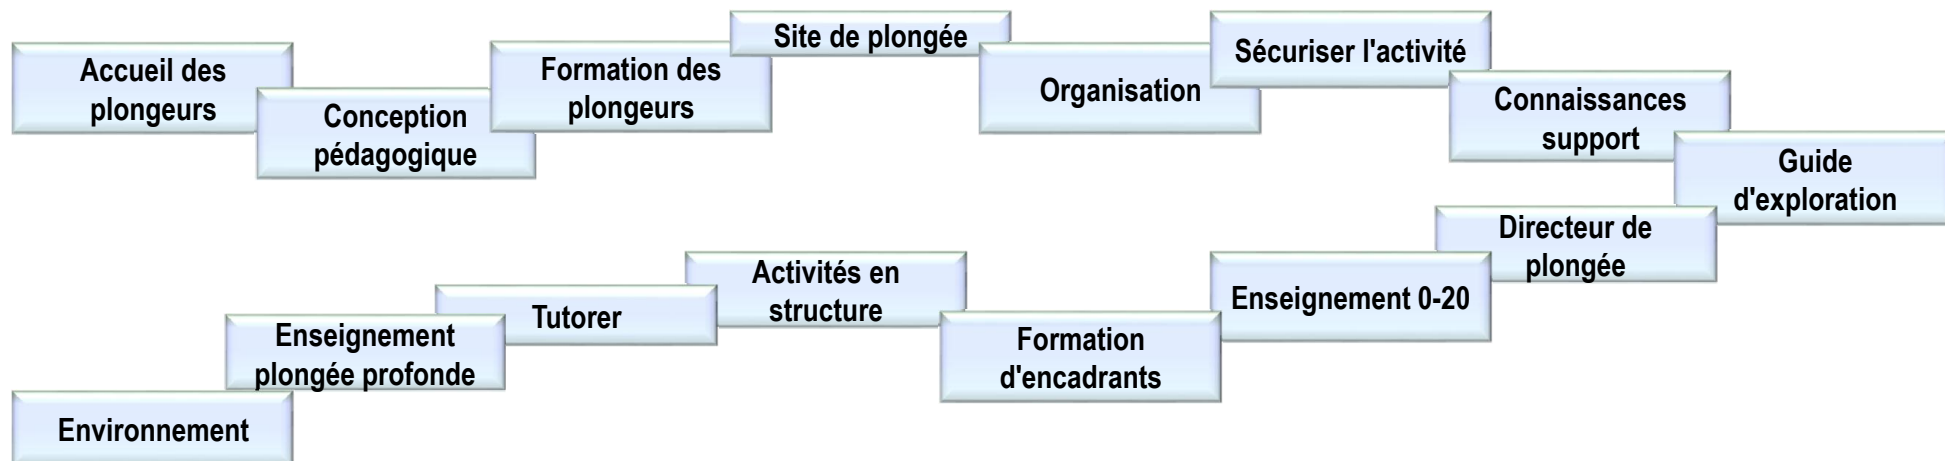 Accueil des
plongeurs
Conception
pédagogique
Formation des
plongeurs
Site de plongée
Organisation
Sécuriser l'activité
Connaissances
support
Guide
d'exploration
Directeur de
plongée
Enseignement 0-20
Formation
d'encadrants
Activités en
structure
Tutorer
Enseignement
plongée profonde
Environnement